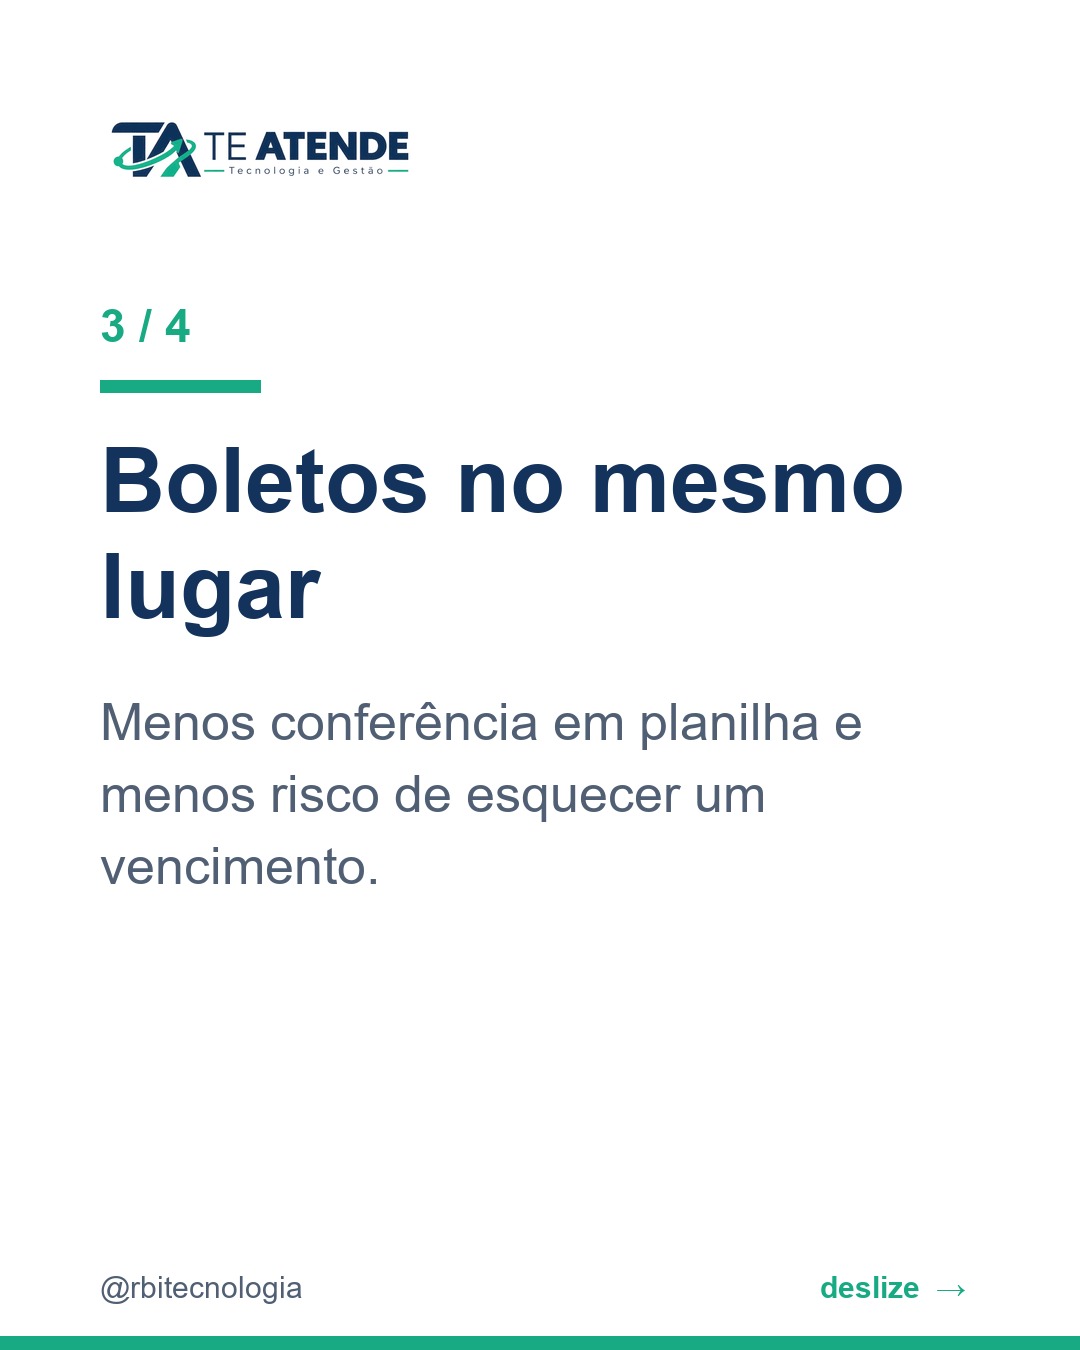 TA TE ATENDE
Tecnologia e Gestão
3 / 4
Boletos no mesmo
lugar
Menos conferência em planilha e
menos risco de esquecer um
vencimento.
@rbitecnologia
deslize →